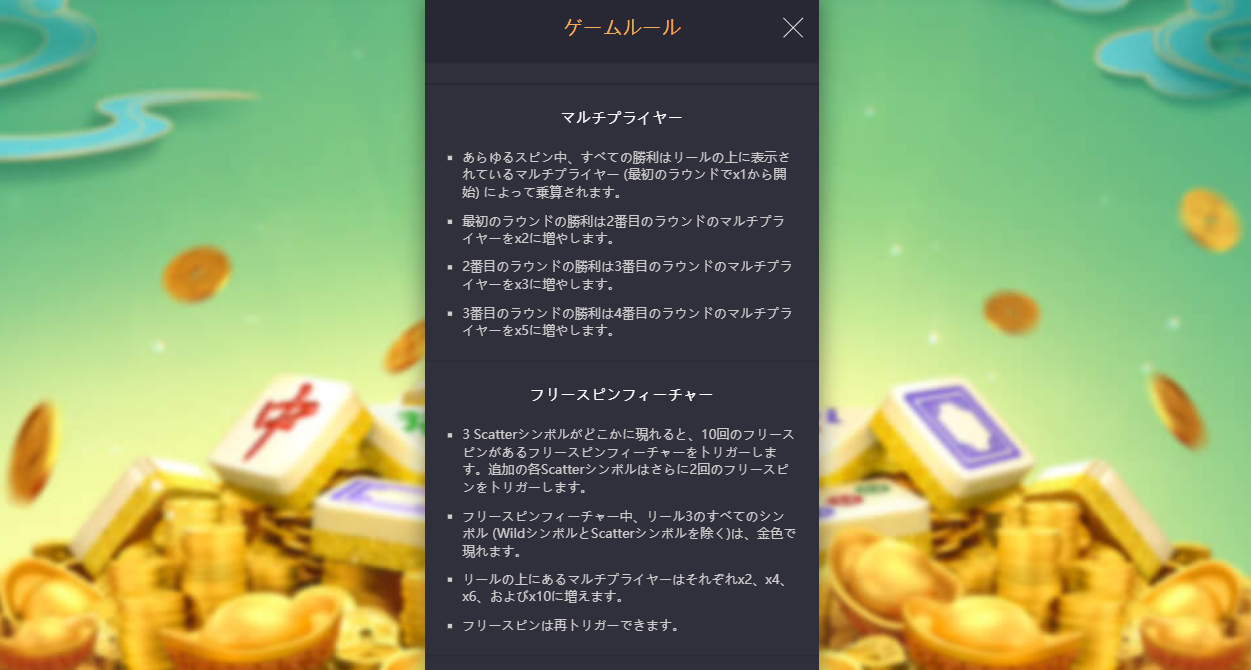 ゲームルール
マルチプライヤー
▪ あらゆるスピン中、すべての勝利はリールの上に表示さ
れているマルチプライヤー (最初のラウンドでx1から開
始) によって乗算されます。
▪ 最初のラウンドの勝利は2番目のラウンドのマルチプラ
イヤーをx2に増やします。
▪ 2番目のラウンドの勝利は3番目のラウンドのマルチプラ
イヤーをx3に増やします。
▪ 3番目のラウンドの勝利は4番目のラウンドのマルチプラ
イヤーをx5に増やします。
フリースピンフィーチャー
▪ 3 Scatterシンボルがどこかに現れると、10回のフリース
ピンがあるフリースピンフィーチャーをトリガーしま
す。追加の各Scatterシンボルはさらに2回のフリースピ
ンをトリガーします。
▪ フリースピンフィーチャー中、リール3のすべてのシン
ボル (WildシンボルとScatterシンボルを除く)は、金色で
現れます。
▪ リールの上にあるマルチプライヤーはそれぞれx2、x4、
x6、およびx10に増えます。
▪ フリースピンは再トリガーできます。
中